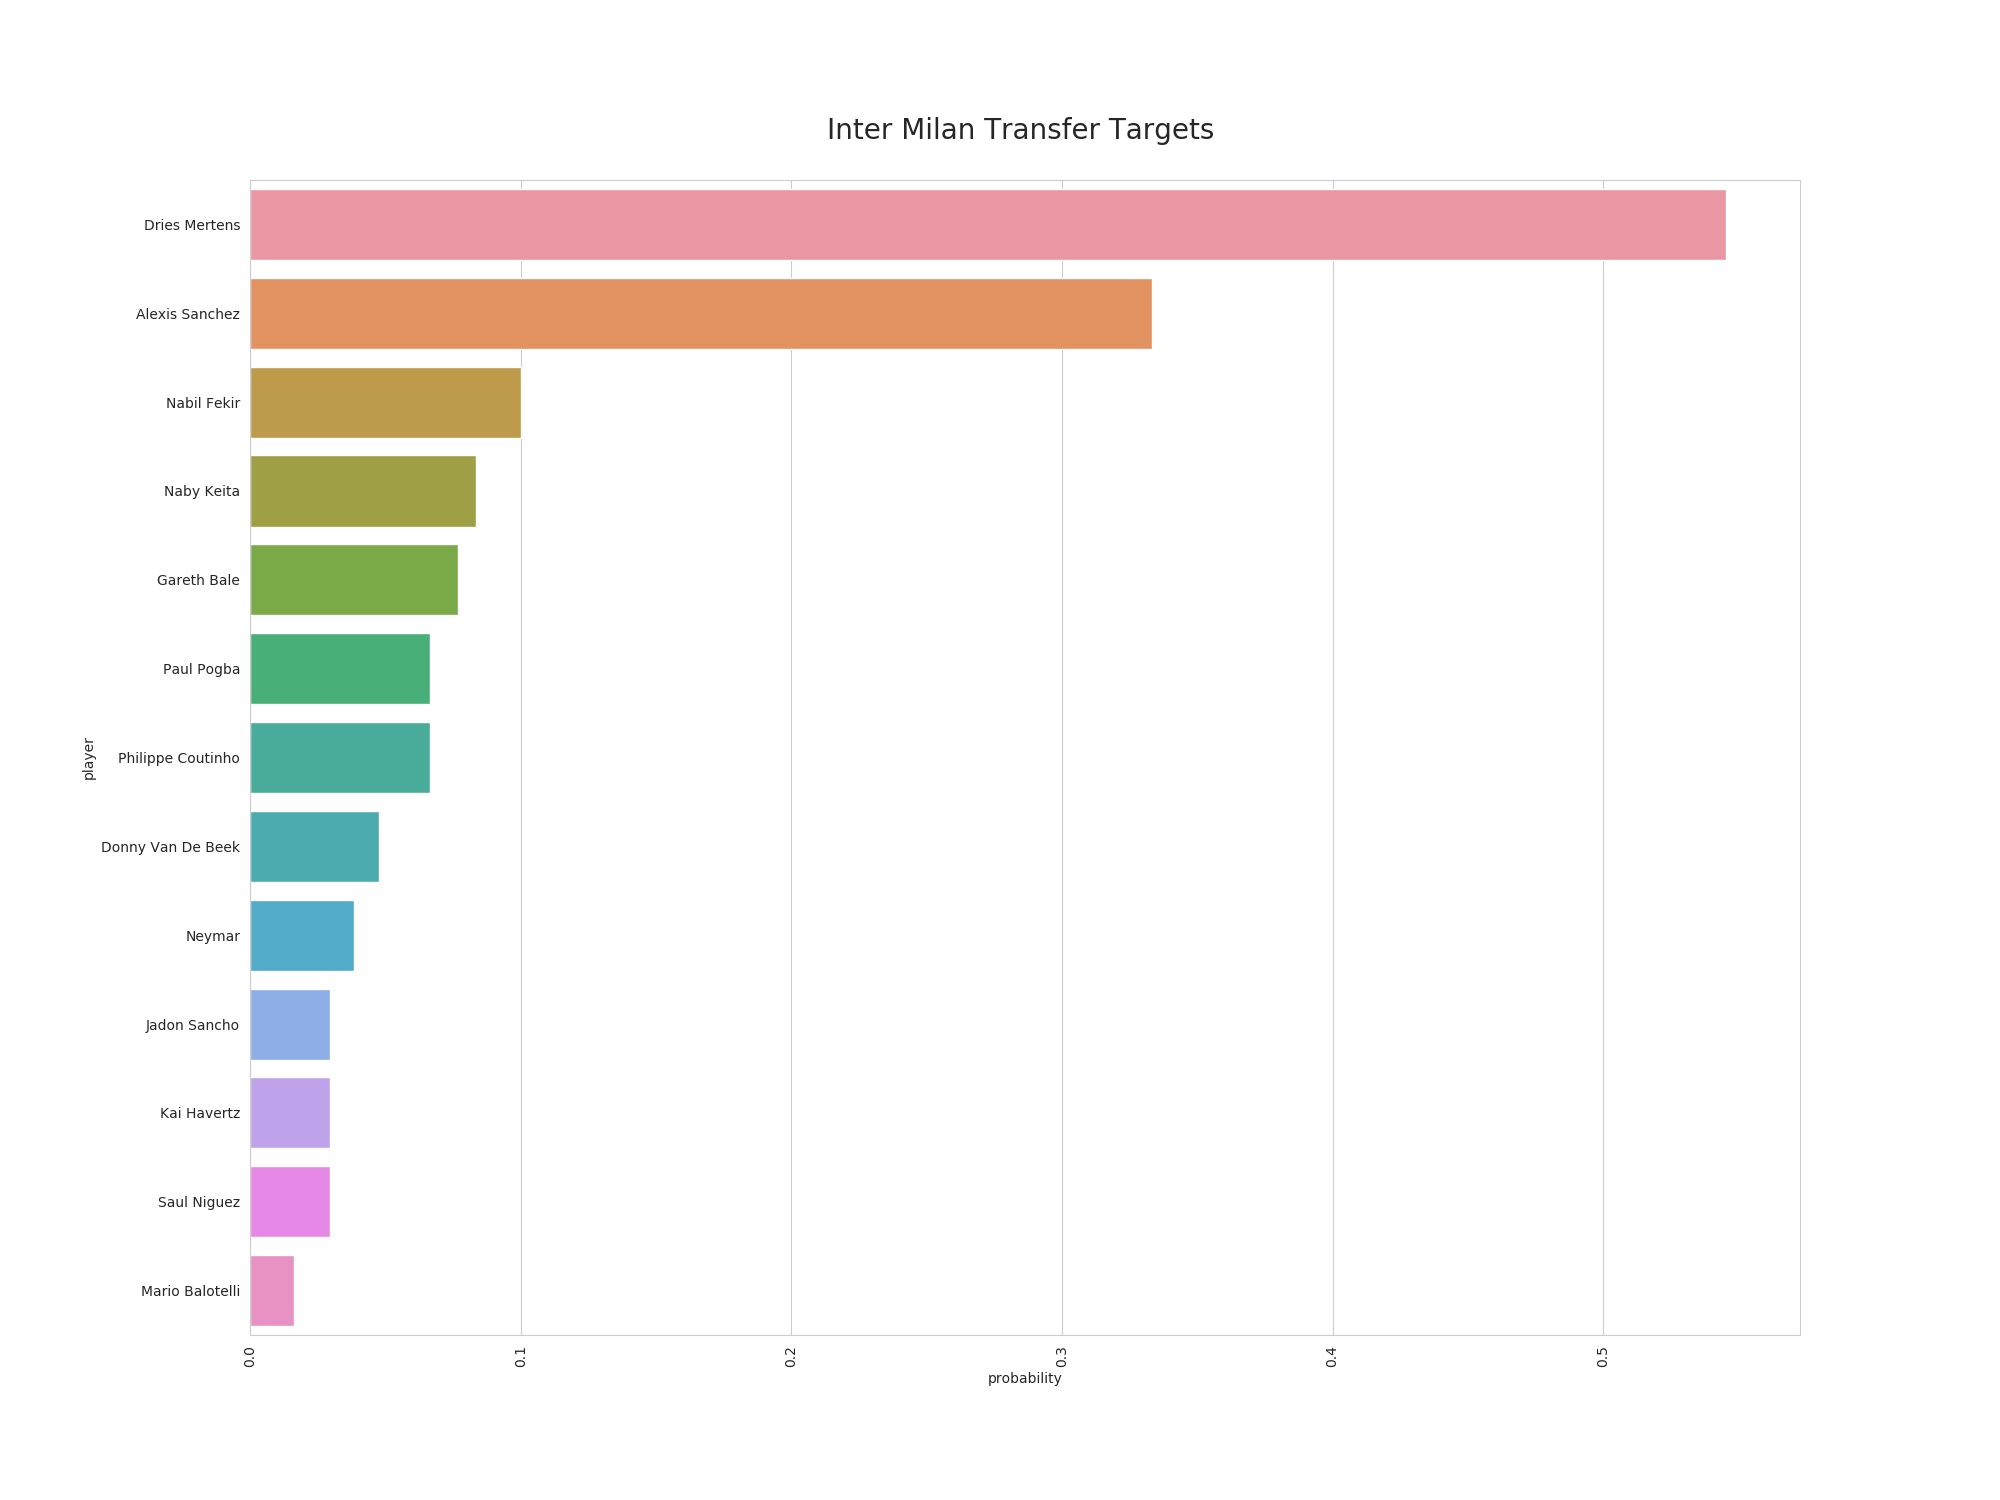 Inter Milan Transfer Targets
Dries Mertens
Alexis Sanchez
Nabil Fekir
Naby Keita
Gareth Bale
Paul Pogba
Philippe Coutinho
Donny Van De Beek
Neymar
Jadon Sancho
Kai Havertz
Saul Niguez
Mario Balotelli
player
0.0
0.1
0.2
0.3
0.4
0.5
probability